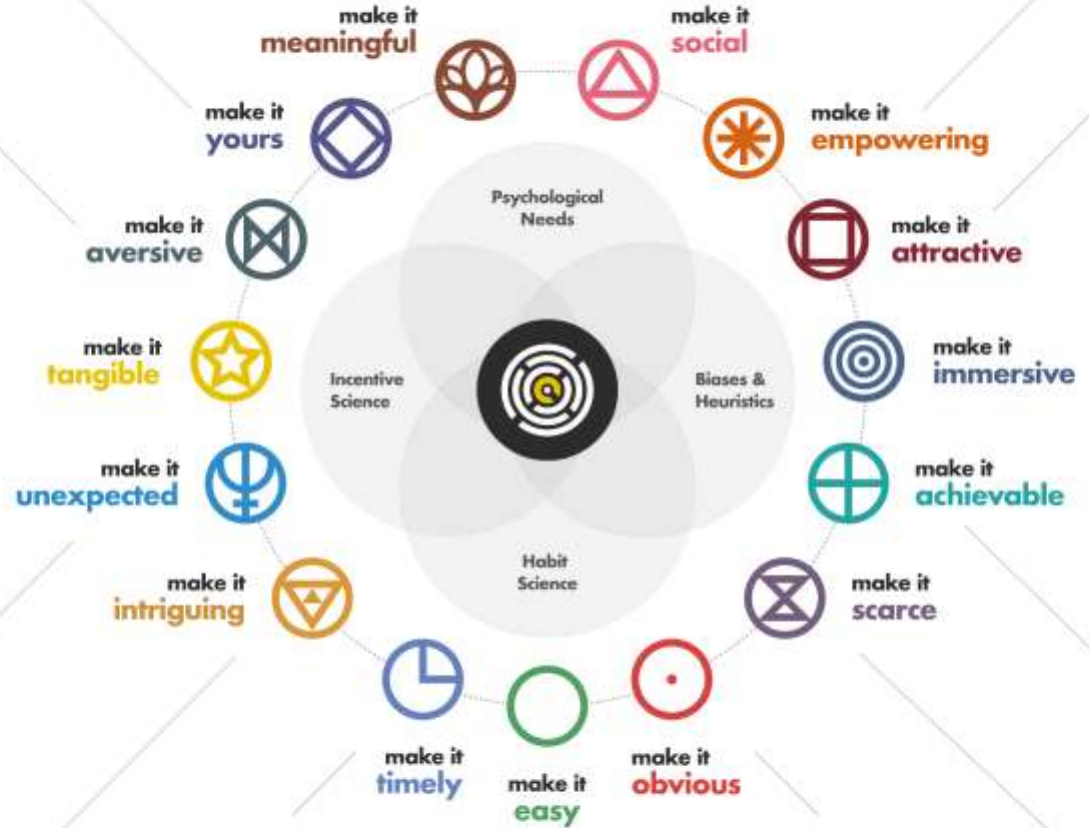 make it
meaningful
make it
social
make it
yours
make it
empowering
Psychological
Needs
make it
aversive
make it
attractive
make it
tangible
make it
immersive
Incentive
Science
Biases &
Heuristics
make it
unexpected
make it
achievable
Habit
Science
make it
intriguing
make it
scarce
make it
timely
make it
easy
make it
obvious